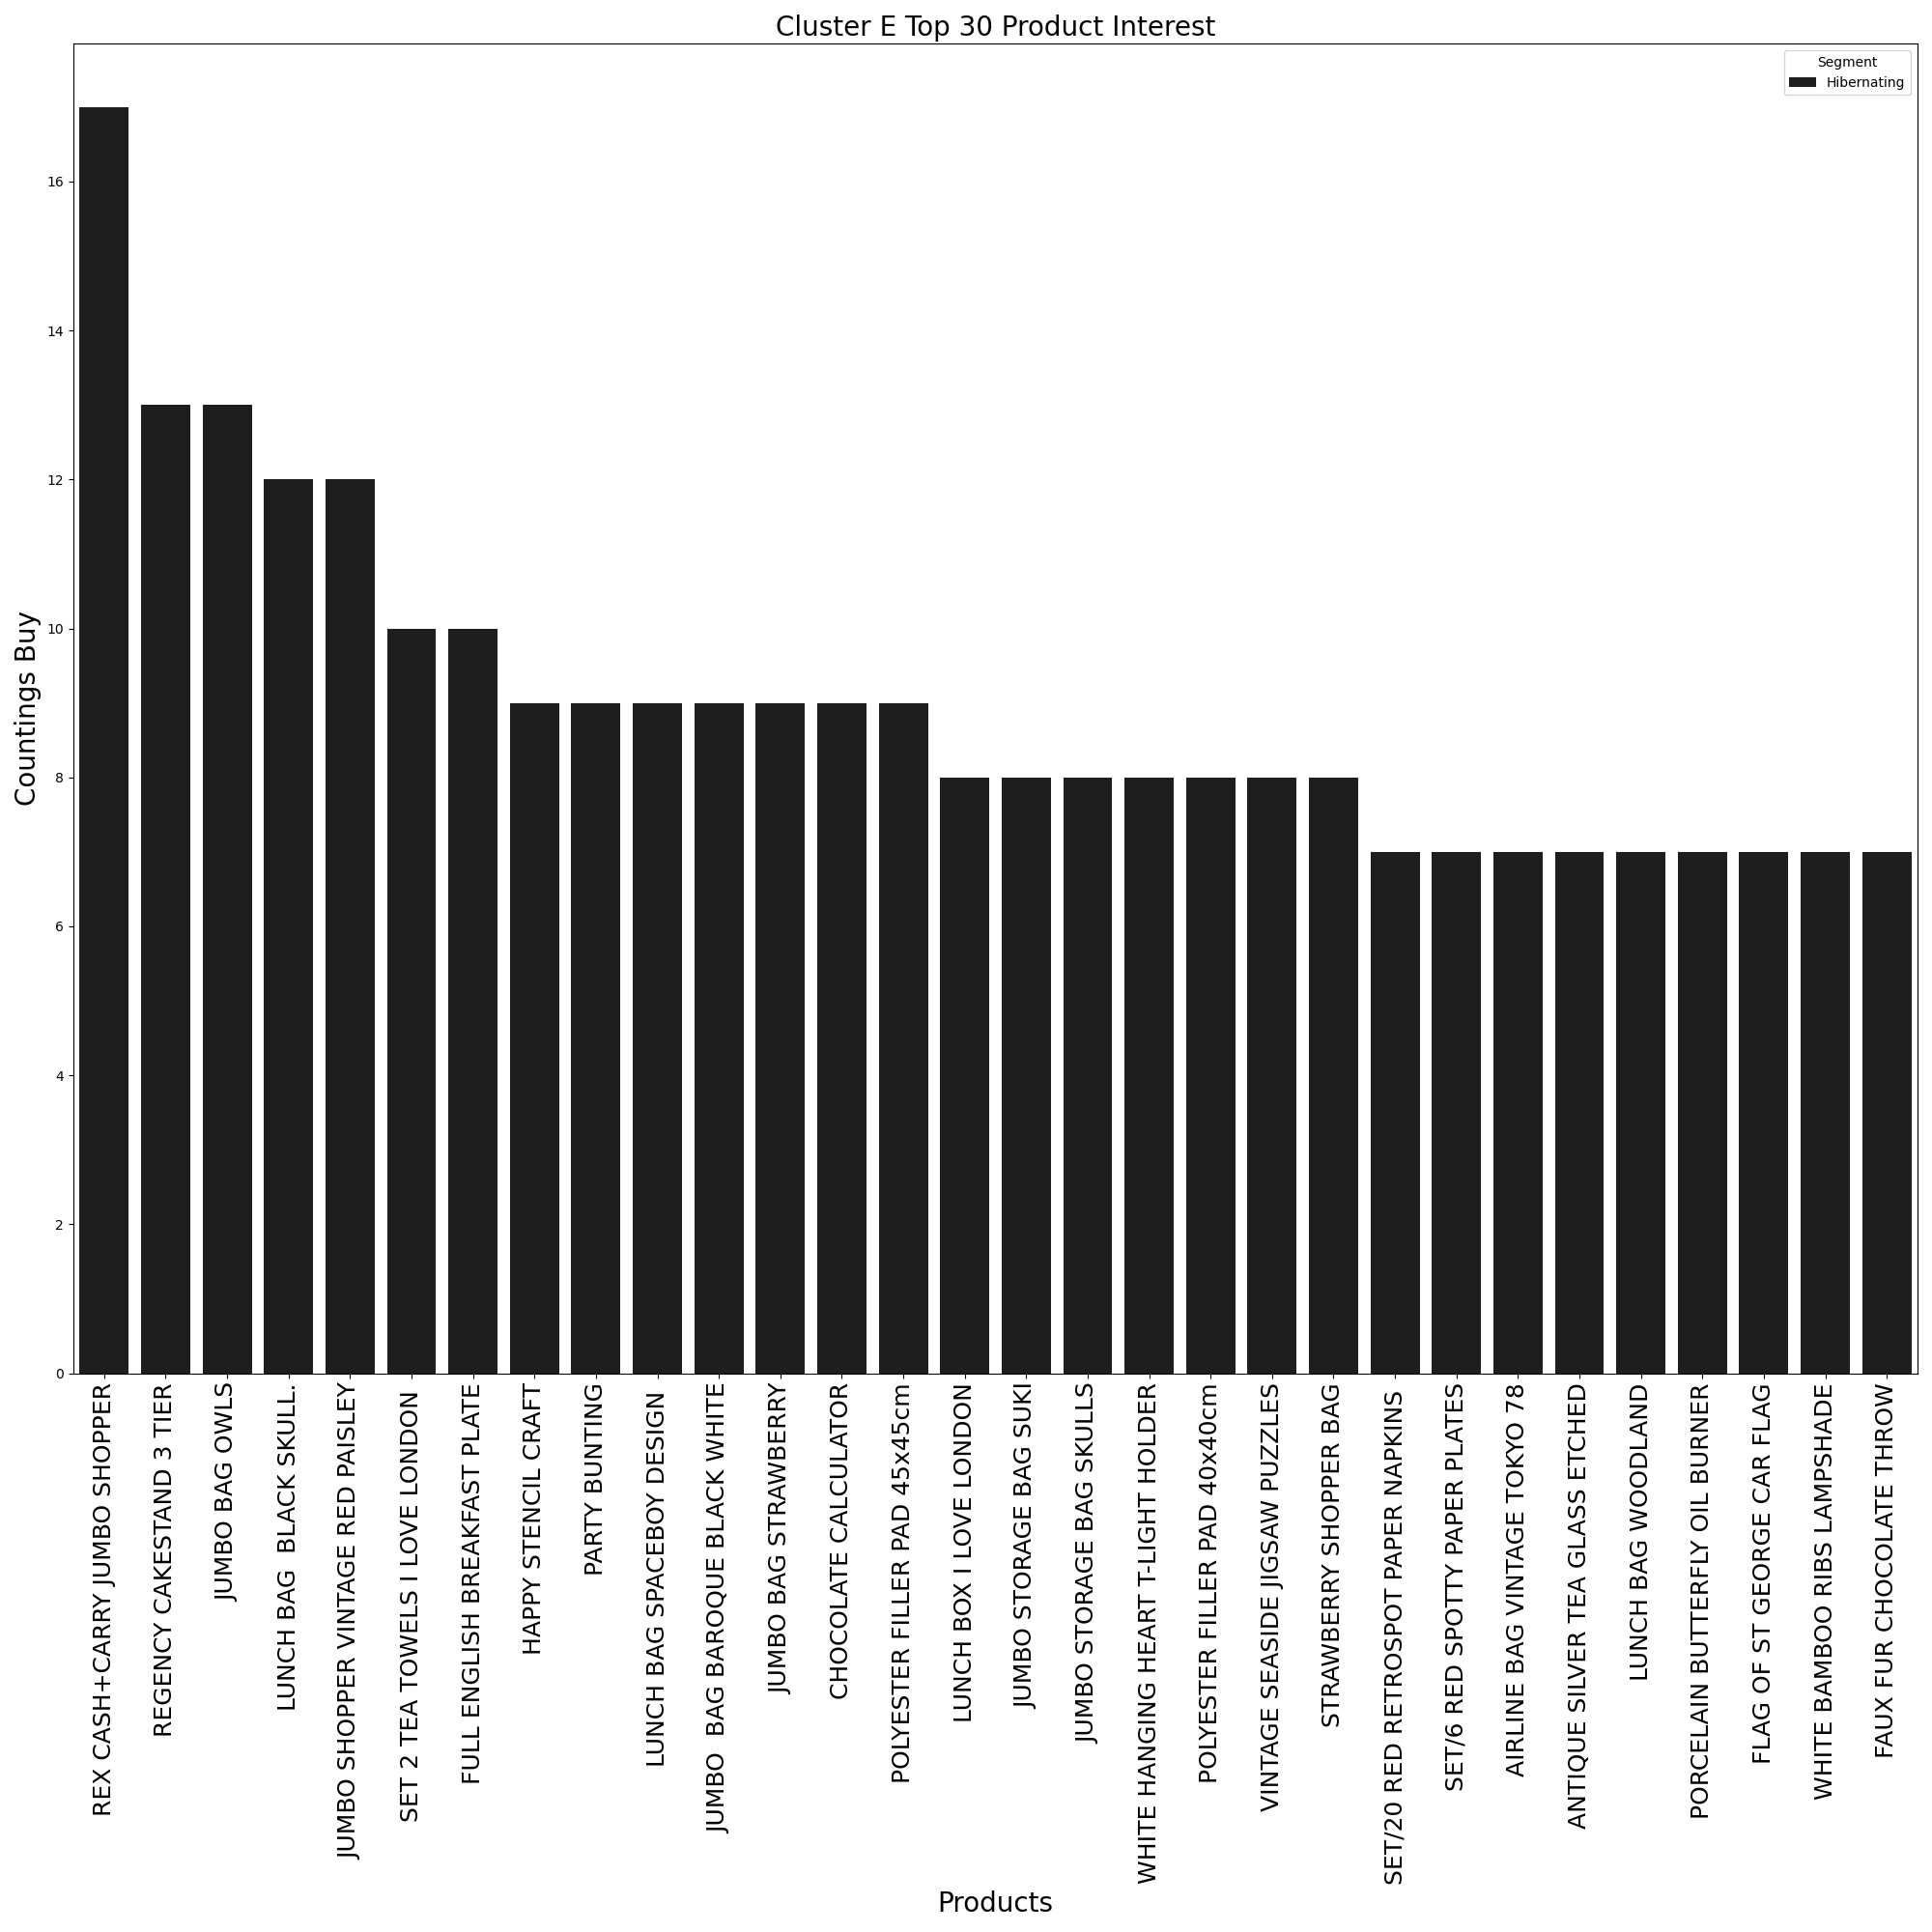 Cluster E Top 30 Product Interest
Segment
Hibernating
Countings Buy
16
14
12
10
8
6
4
2
0
REX CASH+CARRY JUMBO SHOPPER
REGENCY CAKESTAND 3 TIER
JUMBO BAG OWLS
LUNCH BAG  BLACK SKULL.
JUMBO SHOPPER VINTAGE RED PAISLEY
SET 2 TEA TOWELS I LOVE LONDON
FULL ENGLISH BREAKFAST PLATE
HAPPY STENCIL CRAFT
PARTY BUNTING
LUNCH BAG SPACEBOY DESIGN
JUMBO  BAG BAROQUE BLACK WHITE
JUMBO BAG STRAWBERRY
CHOCOLATE CALCULATOR
POLYESTER FILLER PAD 45x45cm
LUNCH BOX I LOVE LONDON
JUMBO STORAGE BAG SUKI
JUMBO STORAGE BAG SKULLS
WHITE HANGING HEART T-LIGHT HOLDER
POLYESTER FILLER PAD 40x40cm
VINTAGE SEASIDE JIGSAW PUZZLES
STRAWBERRY SHOPPER BAG
SET/20 RED RETROSPOT PAPER NAPKINS
SET/6 RED SPOTTY PAPER PLATES
AIRLINE BAG VINTAGE TOKYO 78
ANTIQUE SILVER TEA GLASS ETCHED
LUNCH BAG WOODLAND
PORCELAIN BUTTERFLY OIL BURNER
FLAG OF ST GEORGE CAR FLAG
WHITE BAMBOO RIBS LAMPSHADE
FAUX FUR CHOCOLATE THROW
Products